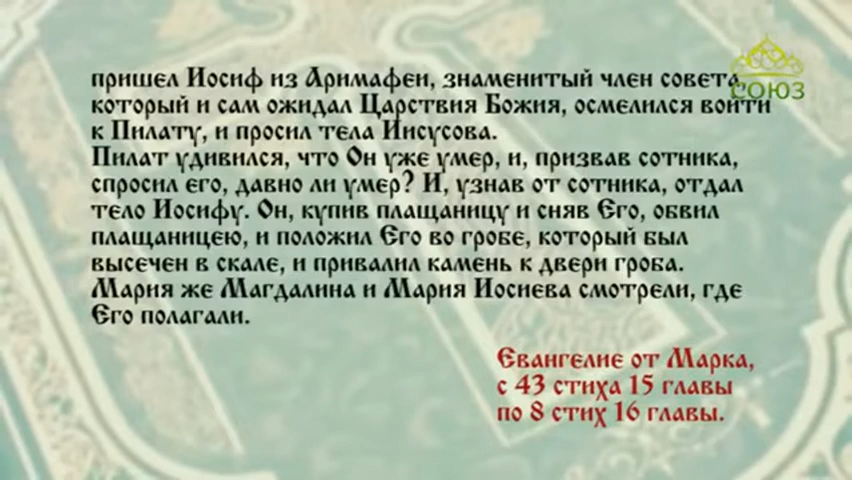 пришел Иосиф из Аримафеи, знаменитый член совета,
который и сам ожидал Царствия Божия, осмелился войти
к Пилату, и просил тела Иисусова.
Пилат удивился, что Он уже умер, и, призвав сотника,
спросил его, давно ли умер? И, узнав от сотника, отдал
тело Иосифу. Он, купив плащаницу и сняв Его, обвил
плащаницею, и положил Его во гробе, который был
высечен в скале, и привалил камень к двери гроба.
Мария же Магдалина и Мария Иосиева смотрели, где
Его полагали.
Евангелие от Марка,
с 43 стиха 15 главы
по 8 стих 16 главы.
СОЮЗ